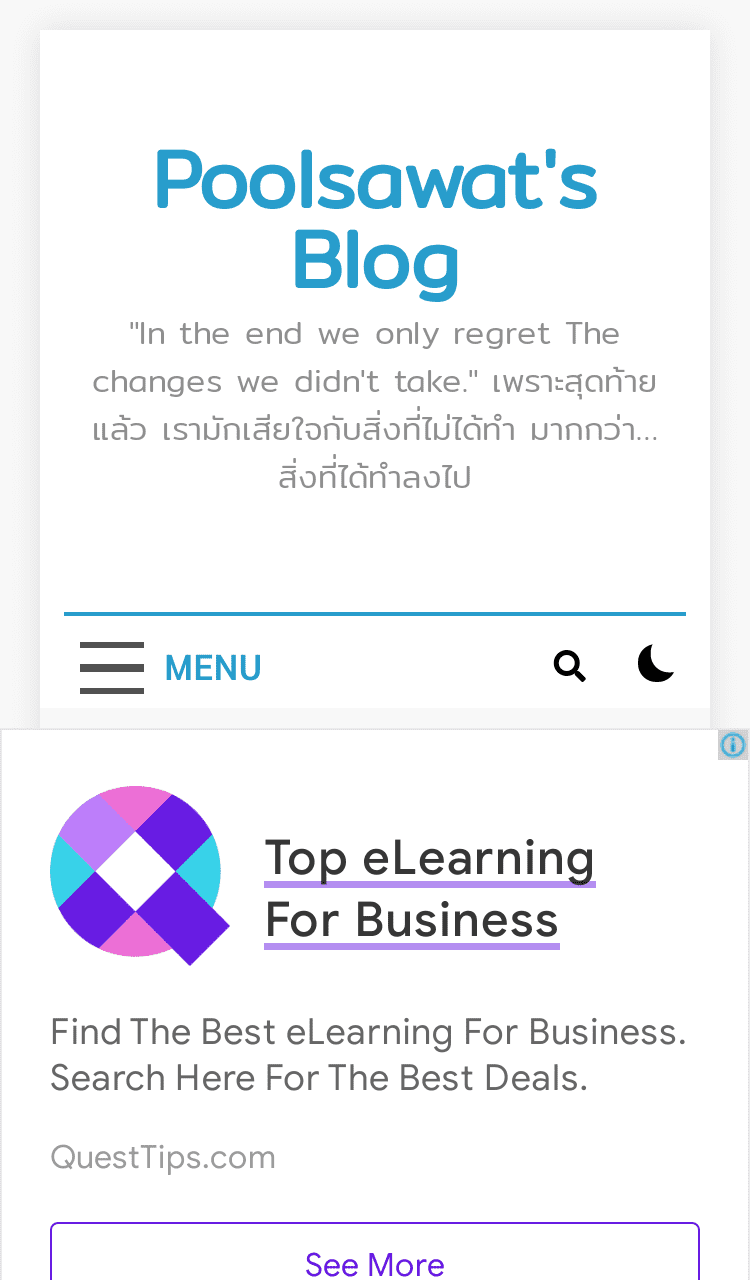 Poolsawat's
Blog
"In the end we only regret The
changes we didn't take." เพราะสุดท้าย
แล้ว เรามักเสียใจกับสิ่งที่ไม่ได้ทำ มากกว่า...
สิ่งที่ได้ทำลงไป
MENU
Top eLearning
For Business
Find The Best eLearning For Business.
Search Here For The Best Deals.
QuestTips.com
See More